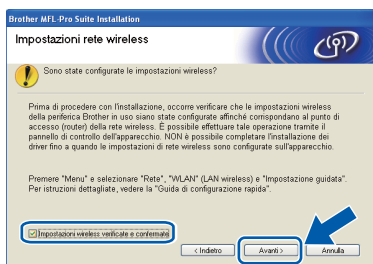 Brother MFL-Pro Suite Installation
Impostazioni rete wireless
Sono state configurate le impostazioni wireless?
Prima di procedere con l'installazione, occorre verificare che le impostazioni wireless
della periferica Brother in uso siano state configurate affinché corrispondano al punto di
accesso (router) della rete wireless. È possibile effettuare tale operazione tramite il
pannello di controllo dell'apparecchio. NON è possibile completare l'installazione dei
driver fino a quando le impostazioni di rete wireless sono configurate sull'apparecchio.
Premere "Menu" e selezionare "Rete", "WLAN" (LAN wireless) e "Impostazione guidata".
Per istruzioni dettagliate, vedere la "Guida di configurazione rapida".
Impostazioni wireless verificate e confermate
< Indietro
Avanti >
Annulla